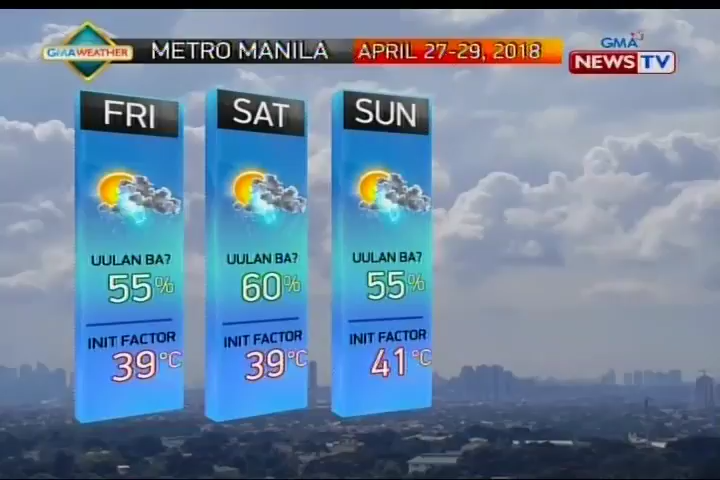 GMA WEATHER
METRO MANILA APRIL 27-29, 2018
GMA
NEWS TV
FRI
UULAN BA?
55%
INIT FACTOR
39°C
SAT
UULAN BA?
60%
INIT FACTOR
39°C
SUN
UULAN BA?
55%
INIT FACTOR
41°C